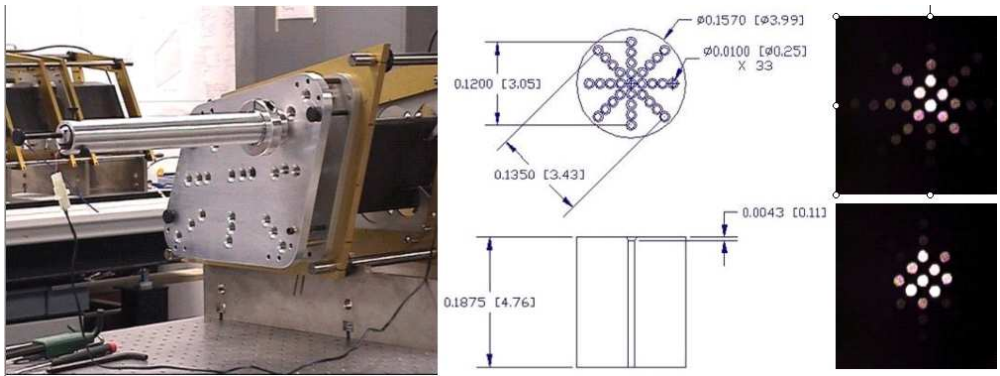 ø0.1570 [ø3.99]
ø0.0100 [ø0.25]
X 33
0.1200 [3.05]
0.1350 [3.43]
0.0043 [0.11]
0.1875 [4.76]